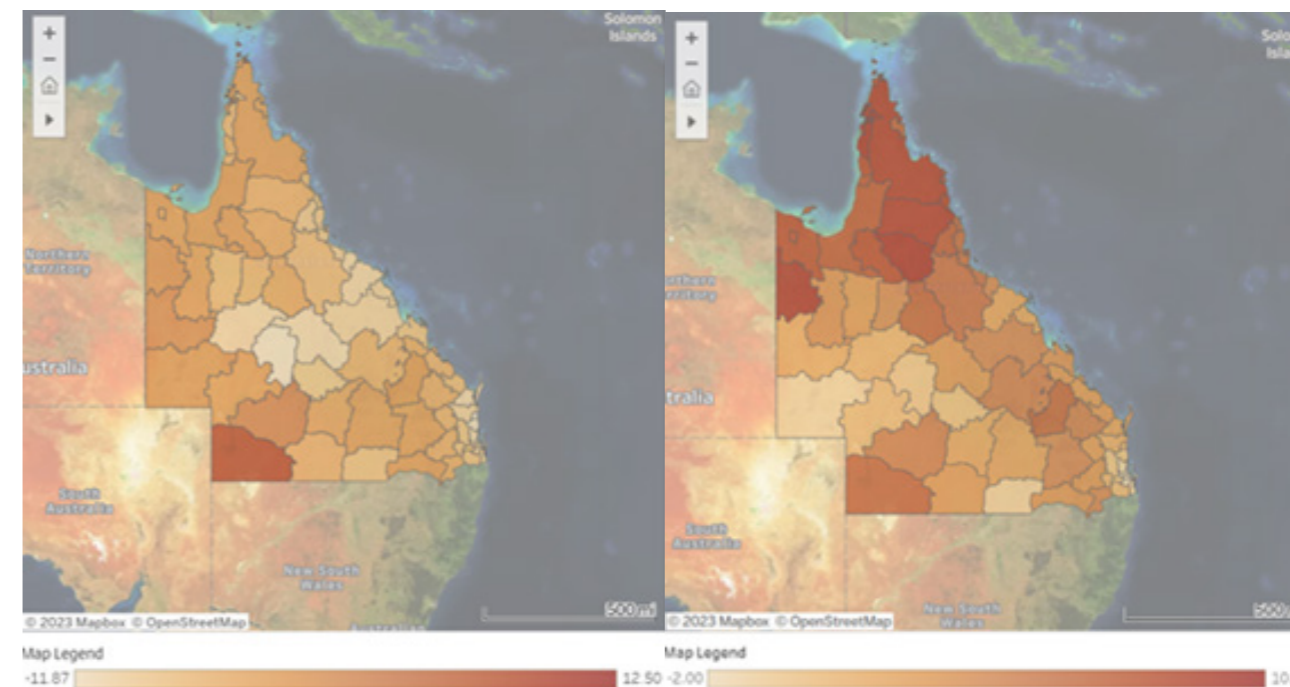 Solomon
Islands
Northern
Territory
ustralia
South
Australia
New South
Wales
500 mi
© 2023 Mapbox © OpenStreetMap
Map Legend
-11.87
12.50
Solo
Isla
rthern
rritory
tralia
South
Australia
New South
Wales
500
© 2023 Mapbox © OpenStreetMap
Map Legend
-2.00
10